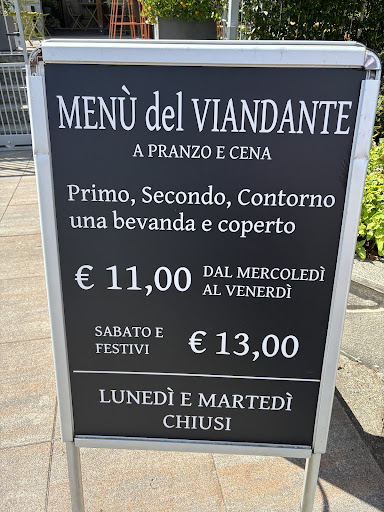 MENÙ del VIANDANTE
A PRANZO E CENA
Primo, Secondo, Contorno
una bevanda e coperto
€ 11,00 DAL MERCOLEDÌ
AL VENERDÌ
SABATO E
FESTIVI € 13,00
LUNEDÌ E MARTEDÌ
CHIUSI